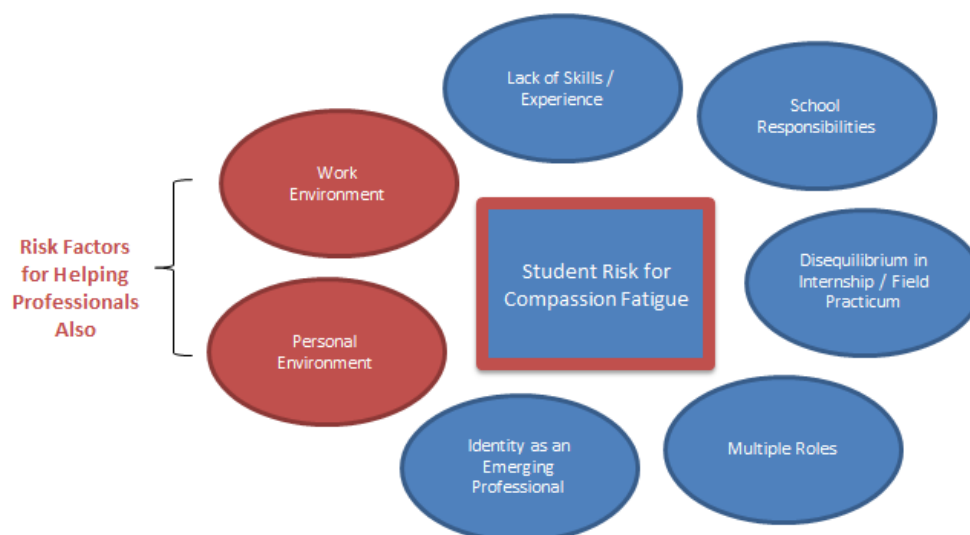 Lack of Skills /
Experience
School
Responsibilities
Work
Environment
Risk Factors
for Helping
Professionals
Also
Student Risk for
Compassion Fatigue
Disequilibrium in
Internship / Field
Practicum
Personal
Environment
Identity as an
Emerging
Professional
Multiple Roles